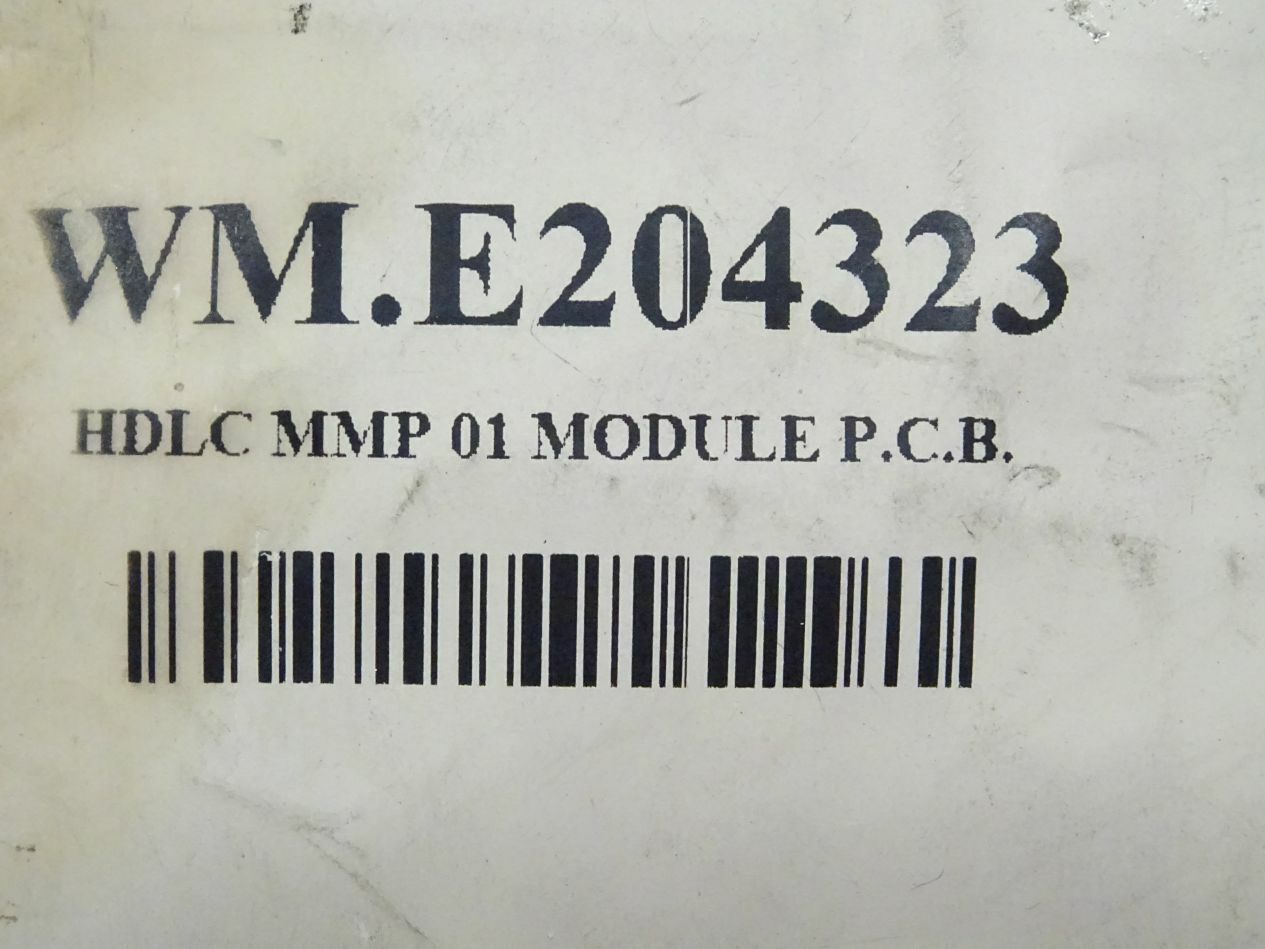 WM.E204323
HDLC MMP 01 MODULE P.C.B.